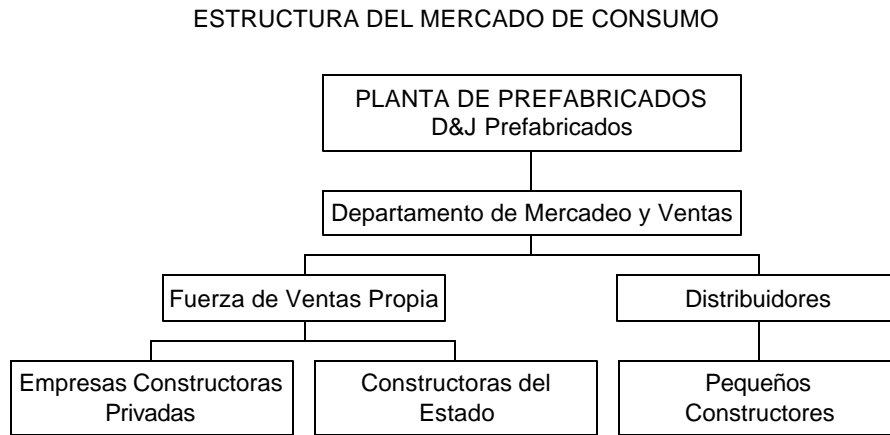 ESTRUCTURA DEL MERCADO DE CONSUMO
PLANTA DE PREFABRICADOS
D&J Prefabricados
Departamento de Mercadeo y Ventas
Fuerza de Ventas Propia
Distribuidores
Empresas Constructoras
Privadas
Constructoras del
Estado
Pequeños
Constructores